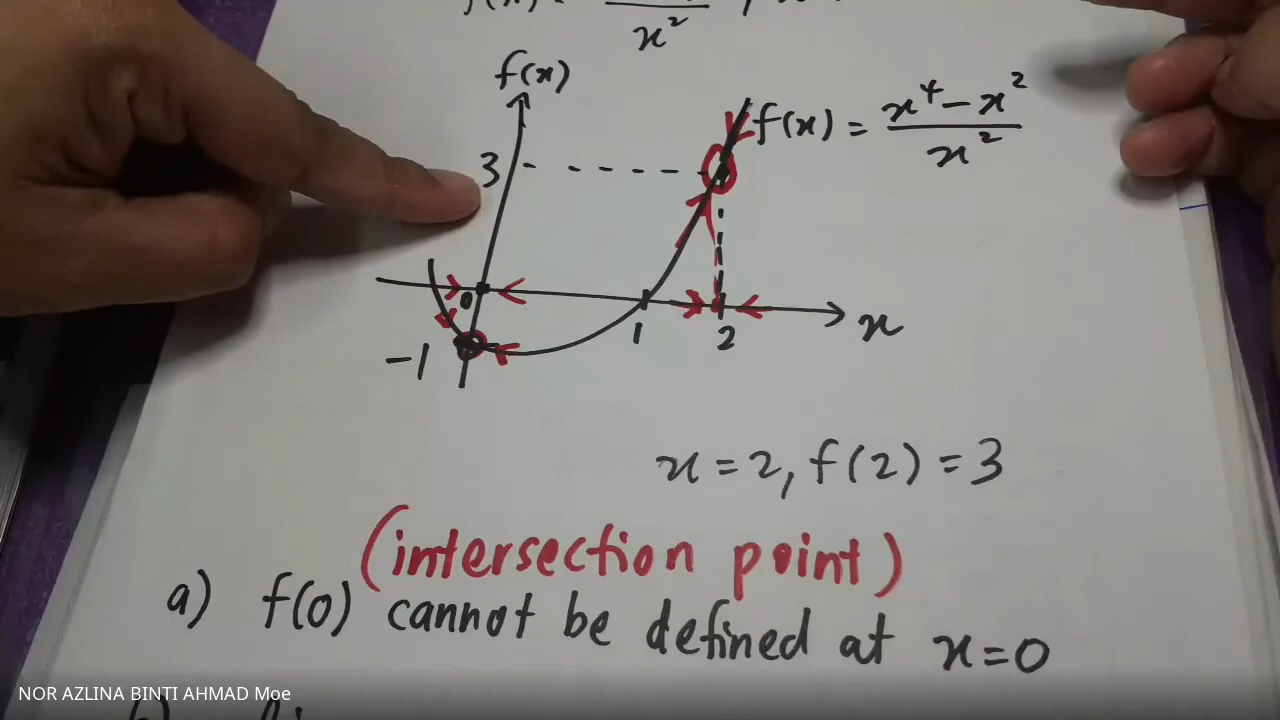 x²
f(x)
f(x) = x⁴ - x² / x²
3
0
1
2
x
-1
x = 2, f(2) = 3
(intersection point)
a) f(0) cannot be defined at x = 0
NOR AZLINA BINTI AHMAD Moe